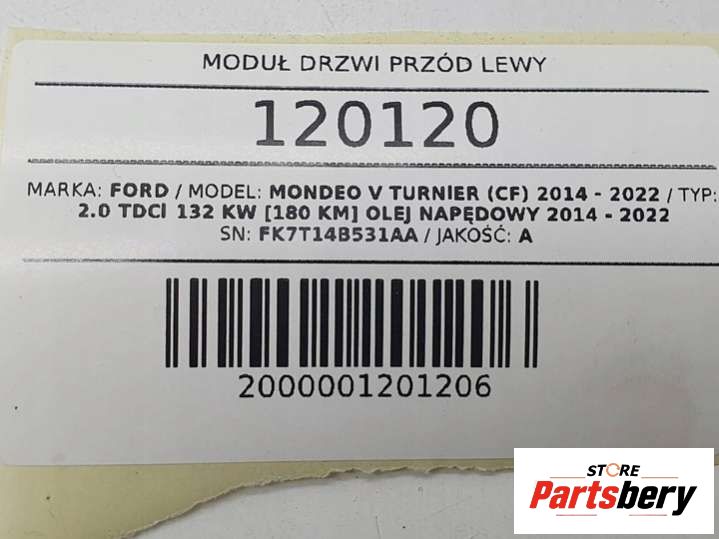 MODUŁ DRZWI PRZÓD LEWY
120120
MARKA: FORD / MODEL: MONDEO V TURNIER (CF) 2014 - 2022 / TYP:
2.0 TDCI 132 KW [180 KM] OLEJ NAPĘDOWY 2014 - 2022
SN: FK7T14B531AA / JAKOŚĆ: A
2000001201206
STORE
Partsbery